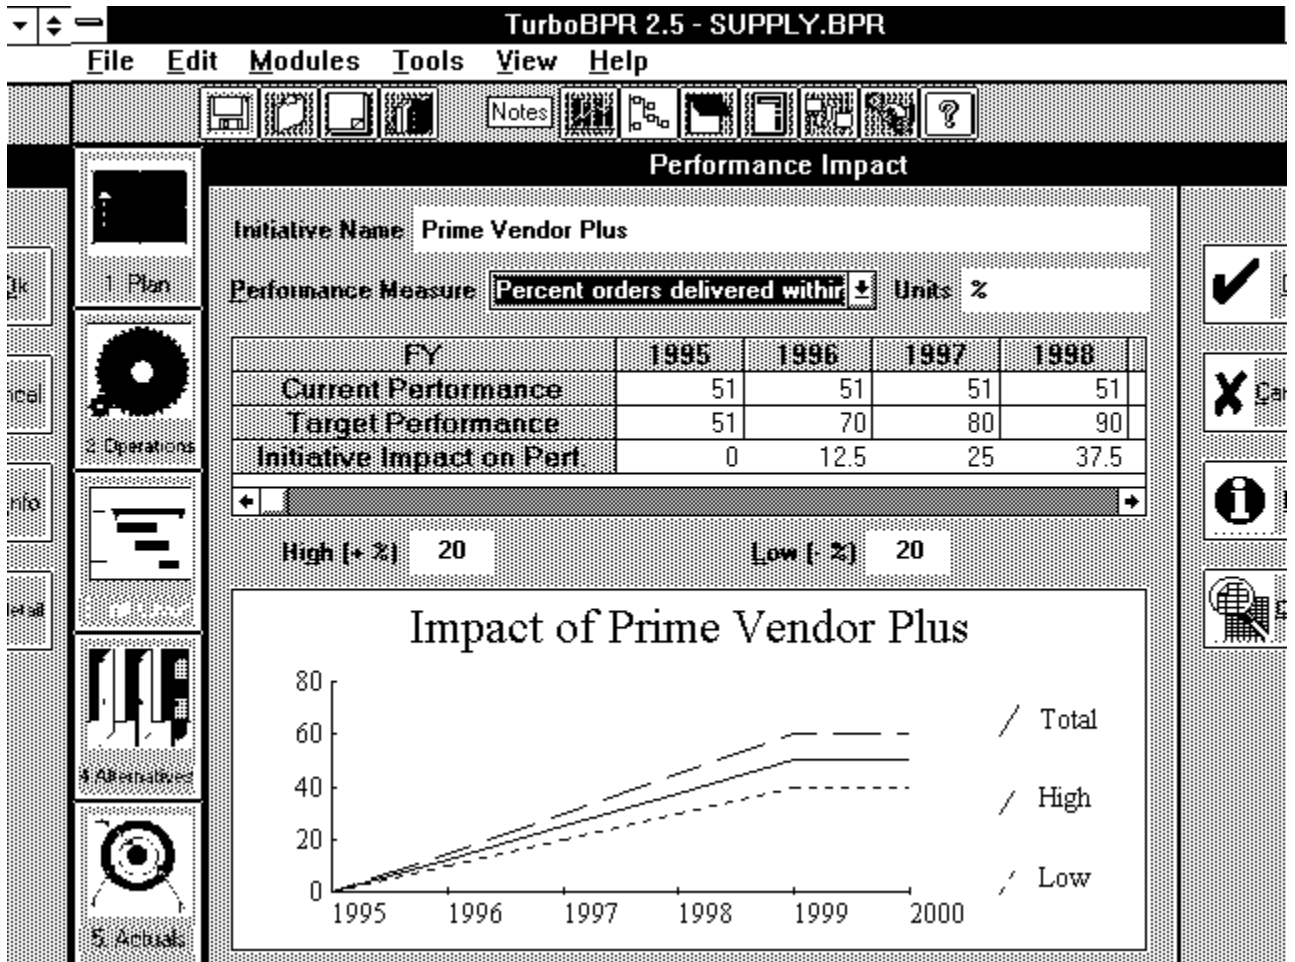 TurboBPR 2.5 - SUPPLY.BPR
File Edit Modules Tools View Help
Notes ?
Performance Impact
1. Plan
2 Operations
4 Alternatives
5. Actuals
Initiative Name Prime Vendor Plus
Performance Measure Percent orders delivered within Units %
FY 1995 1996 1997 1998
Current Performance 51 51 51 51
Target Performance 51 70 80 90
Initiative Impact on Perf. 0 12.5 25 37.5
High (+ %) 20 Low (- %) 20
Impact of Prime Vendor Plus
80
60
40
20
0
1995 1996 1997 1998 1999 2000
Total
High
Low